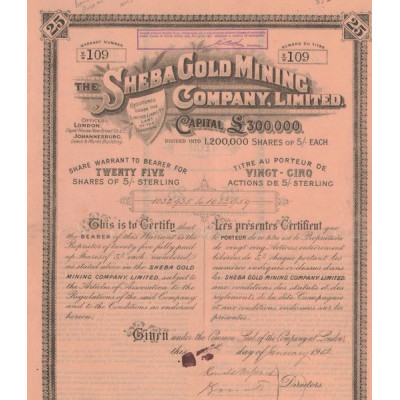 25
25
WARRANT NUMBER
NUMERO DU TITRE
109
109
THE SHEBA GOLD MINING
COMPANY, LIMITED.
OFFICES
LONDON.
JOHANNESBURG.
CAPITAL £300,000.
DIVIDED INTO 1,200,000 SHARES OF 5/- EACH
SHARE WARRANT TO BEARER FOR
TWENTY FIVE
SHARES OF 5/- STERLING
TITRE AU PORTEUR DE
VINGT-CINQ
ACTIONS DE 5/- STERLING
1032935 to 1032959
This is to Certify
that the BEARER of this Warrant is the
Proprietor of twenty five fully paid
up Shares of 5/- each numbered
as stated above in the SHEBA GOLD
MINING COMPANY, LIMITED, subject to
the Articles of Association to the
Regulations of the said Company
and to the Conditions as endorsed
hereon.
Les présentes Certifient
que le PORTEUR est le Propriétaire
de vingt cinq Actions entièrement
libérées de 5/- chaque portant les
numéros indiqués ci-dessus dans
la SHEBA GOLD MINING COMPANY, LIMITED
aux conditions des statuts et des
règlements de la dite Compagnie
et aux conditions endossées sur
les présentes.
Given under the Common Seal of the Company at London
this day of January
Directors